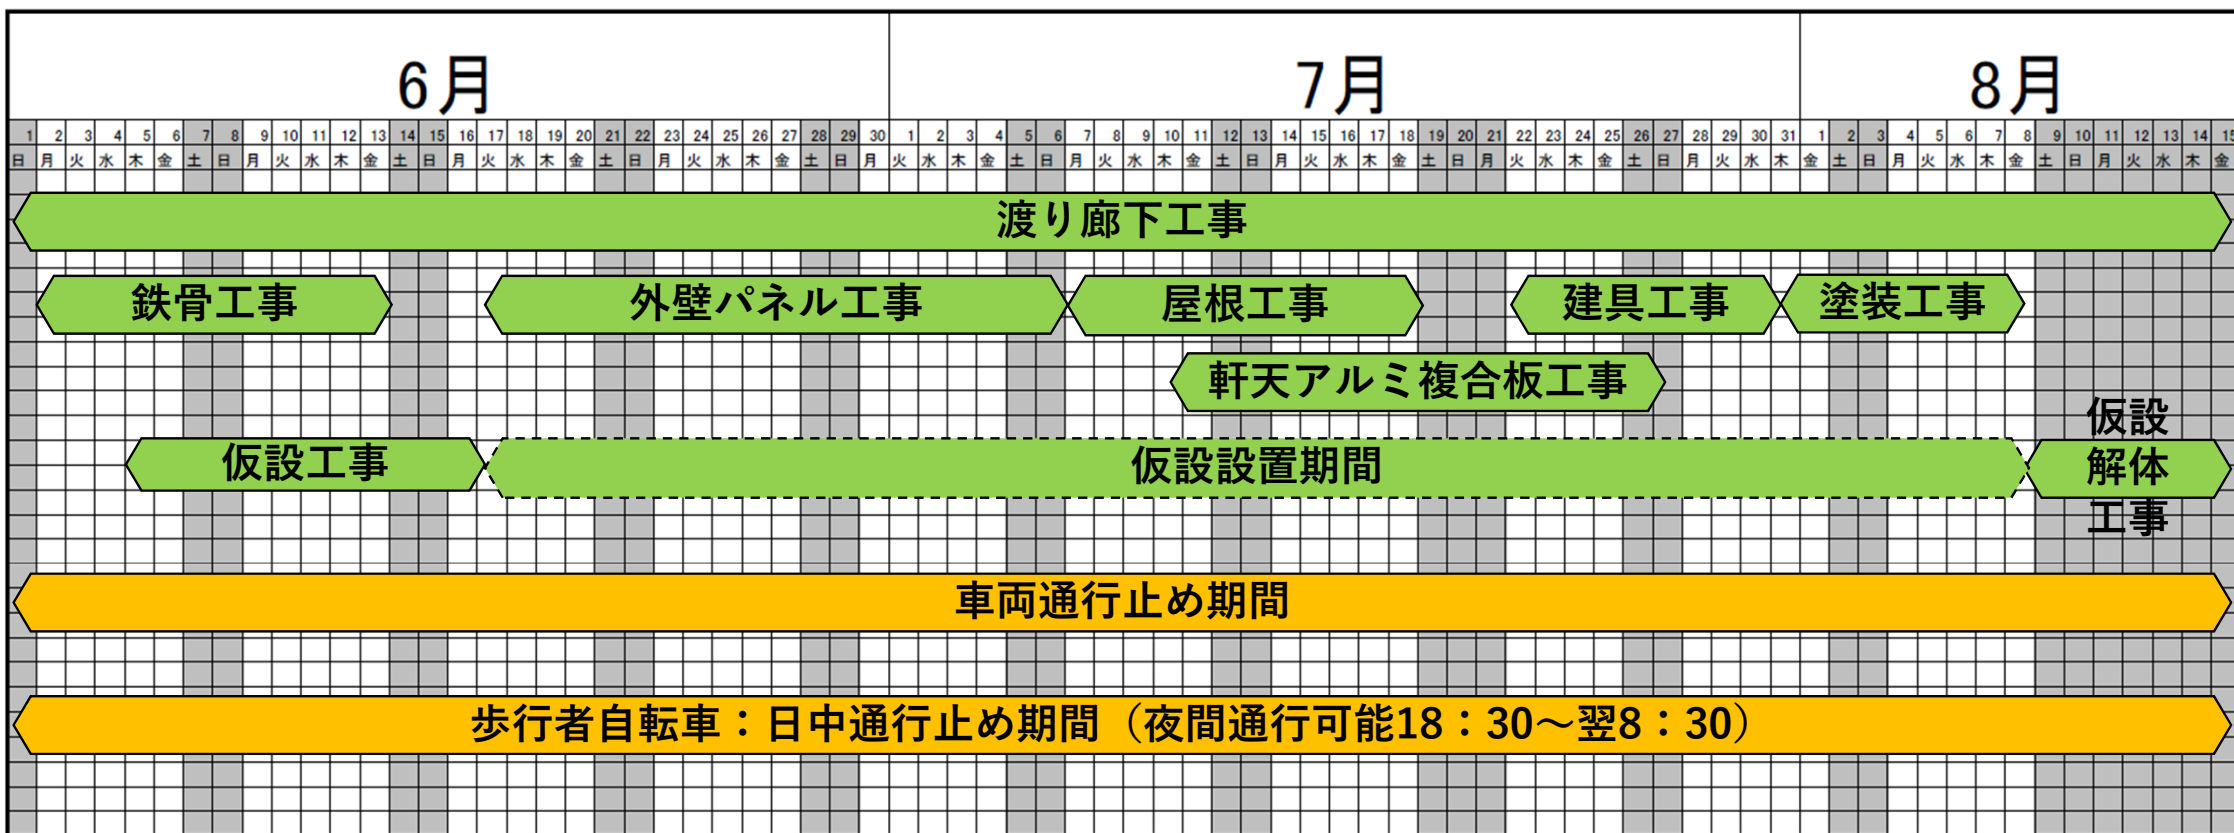 6月 7月 8月
1 2 3 4 5 6 7 8 9 10 11 12 13 14 15 16 17 18 19 20 21 22 23 24 25 26 27 28 29 30 1 2 3 4 5 6 7 8 9 10 11 12 13 14 15 16 17 18 19 20 21 22 23 24 25 26 27 28 29 30 31 1 2 3 4 5 6 7 8 9 10 11 12 13 14 15
日 月 火 水 木 金 土 日 月 火 水 木 金 土 日 月 火 水 木 金 土 日 月 火 水 木 金 土 日 月 火 水 木 金 土 日 月 火 水 木 金 土 日 月 火 水 木 金 土 日 月 火 水 木 金 土 日 月 火 水 木 金 土 日 月 火 水 木 金 土 日 月 火 水 木 金
渡り廊下工事
鉄骨工事 外壁パネル工事 屋根工事 建具工事 塗装工事
軒天アルミ複合板工事
仮設工事 仮設設置期間 仮設
解体
工事
車両通行止め期間
歩行者自転車：日中通行止め期間（夜間通行可能18：30～翌8：30）